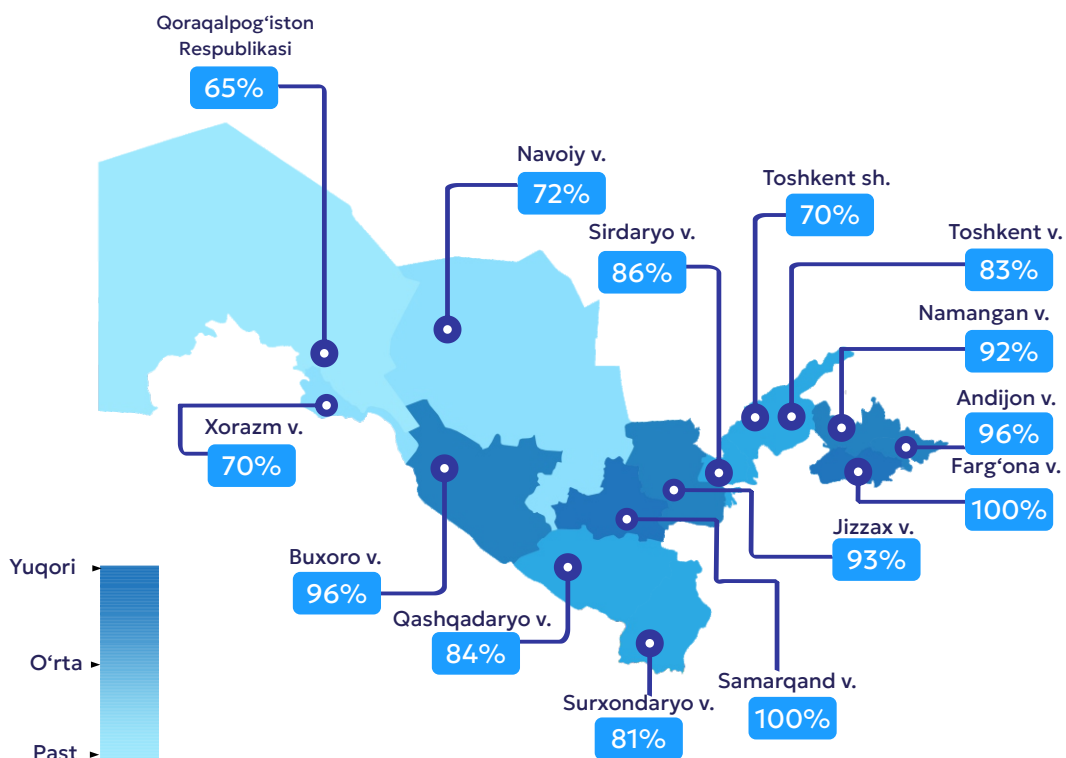 Qoraqalpog‘iston
Respublikasi
65%
Navoiy v.
72%
Toshkent sh.
70%
Sirdaryo v.
86%
Toshkent v.
83%
Namangan v.
92%
Andijon v.
96%
Farg‘ona v.
100%
Xorazm v.
70%
Jizzax v.
93%
Buxoro v.
96%
Qashqadaryo v.
84%
Samarqand v.
100%
Surxondaryo v.
81%
Yuqori
O‘rta
Past